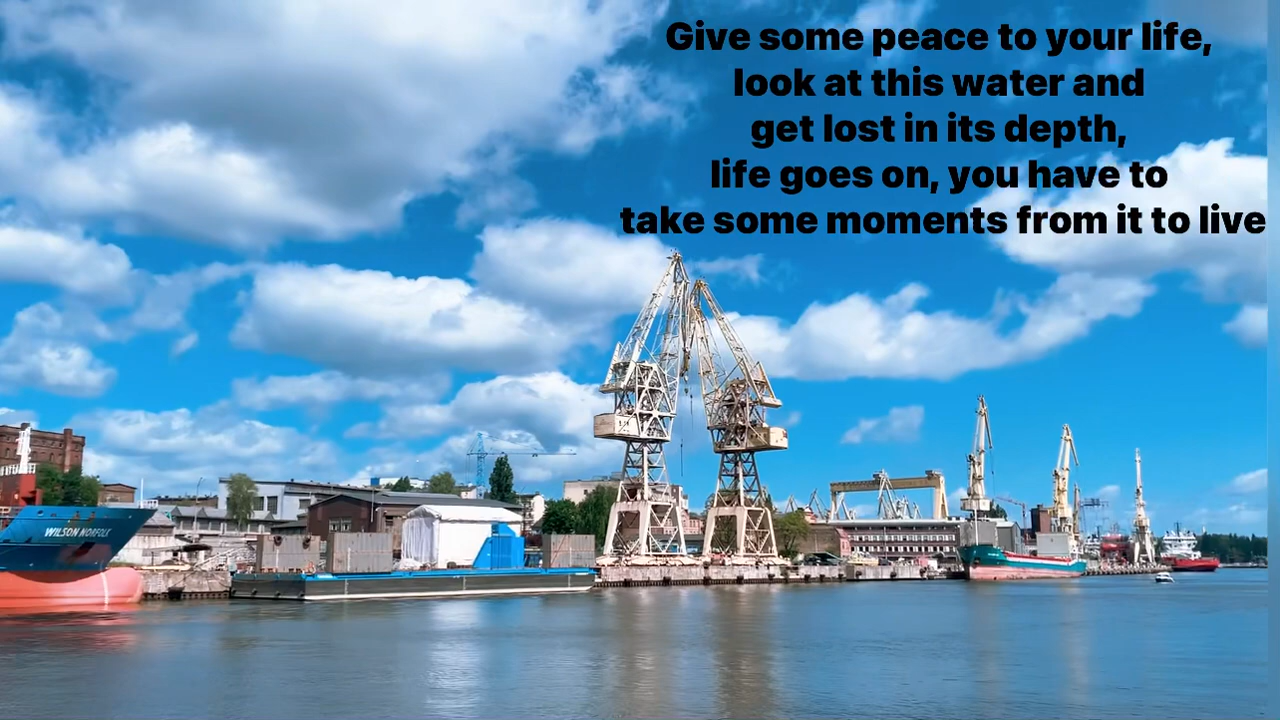 Give some peace to your life,
look at this water and
get lost in its depth,
life goes on, you have to
take some moments from it to live
WILSON NORFOLK